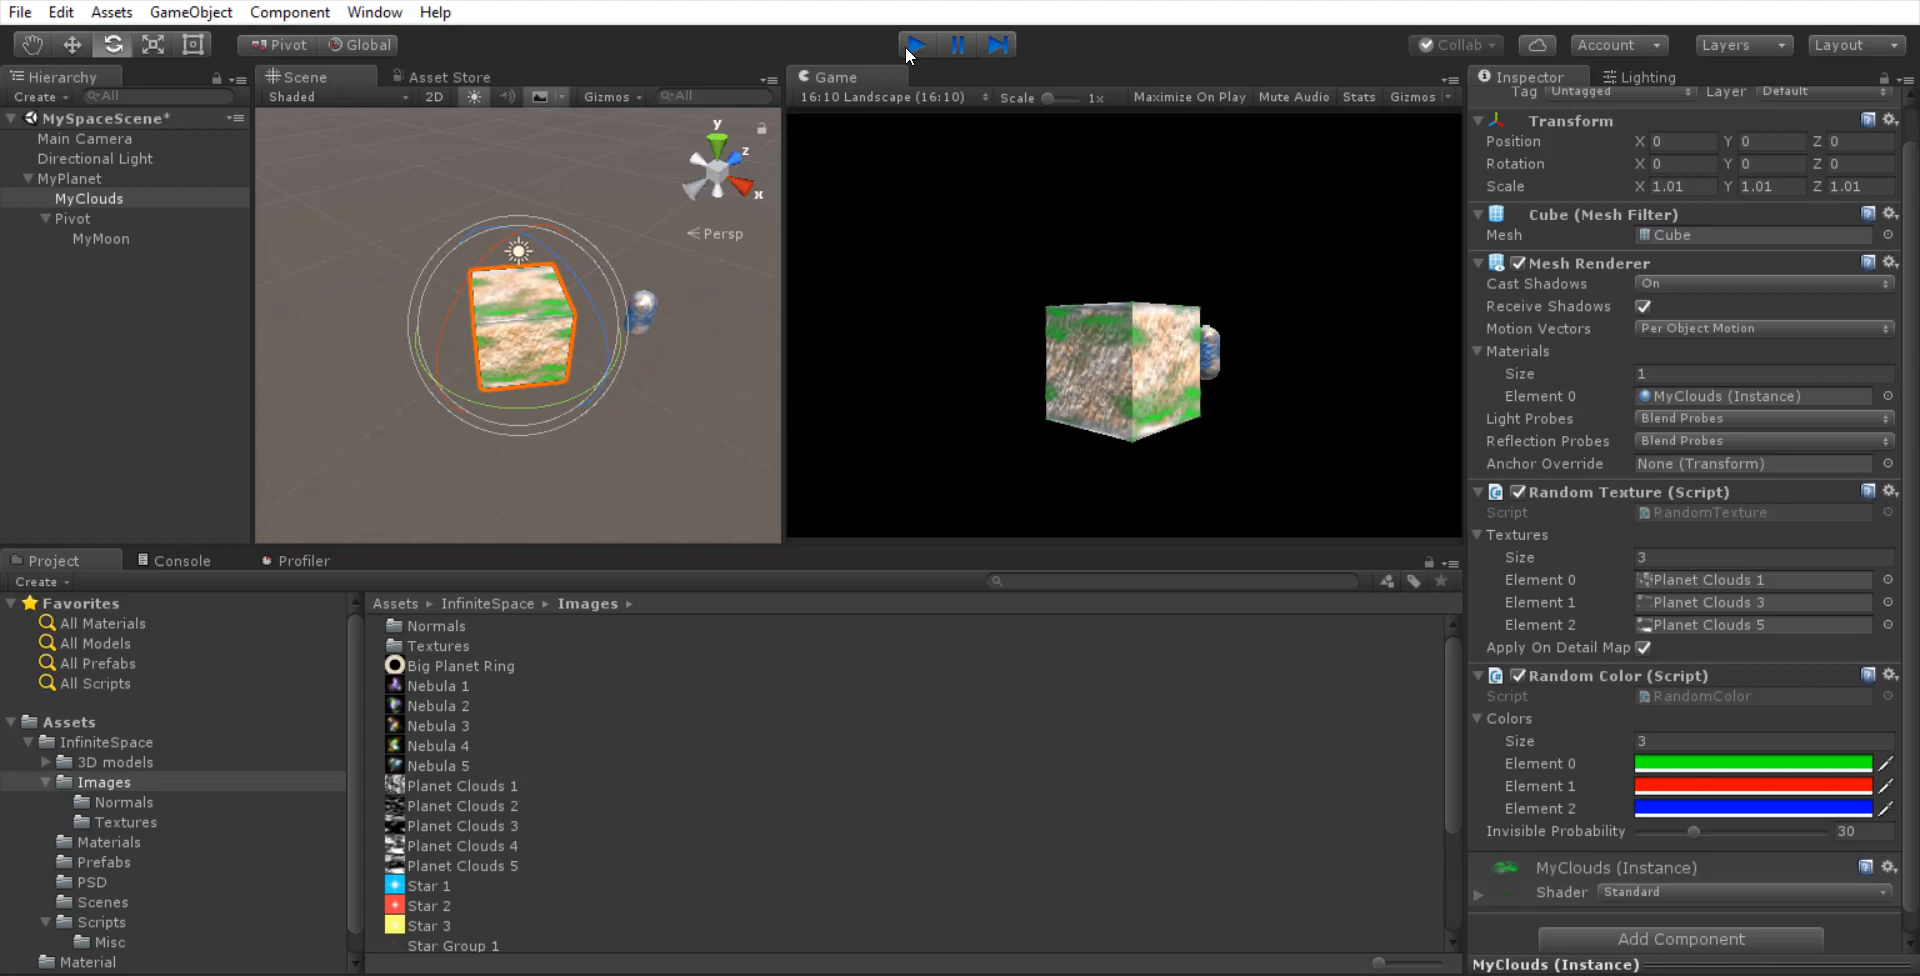 File Edit Assets GameObject Component Window Help
Pivot Global Collab Account Layers Layout
Hierarchy
Create All
MySpaceScene*
Main Camera
Directional Light
MyPlanet
MyClouds
Pivot
MyMoon
Scene Asset Store
Shaded 2D Gizmos All
y
z
x
Persp
Game
16:10 Landscape (16:10) Scale 1x Maximize On Play Mute Audio Stats Gizmos
Inspector Lighting
Tag Untagged Layer Default
Transform
Position X 0 Y 0 Z 0
Rotation X 0 Y 0 Z 0
Scale X 1.01 Y 1.01 Z 1.01
Cube (Mesh Filter)
Mesh Cube
Mesh Renderer
Cast Shadows On
Receive Shadows
Motion Vectors Per Object Motion
Materials
Size 1
Element 0 MyClouds (Instance)
Light Probes Blend Probes
Reflection Probes Blend Probes
Anchor Override None (Transform)
Random Texture (Script)
Script RandomTexture
Textures
Size 3
Element 0 Planet Clouds 1
Element 1 Planet Clouds 3
Element 2 Planet Clouds 5
Apply On Detail Map
Random Color (Script)
Script RandomColor
Colors
Size 3
Element 0
Element 1
Element 2
Invisible Probability 30
MyClouds (Instance)
Shader Standard
Add Component
MyClouds (Instance)
Project Console Profiler
Create
Favorites
All Materials
All Models
All Prefabs
All Scripts
Assets
InfiniteSpace
3D models
Images
Normals
Textures
Materials
Prefabs
PSD
Scenes
Scripts
Misc
Material
Assets InfiniteSpace Images
Normals
Textures
Big Planet Ring
Nebula 1
Nebula 2
Nebula 3
Nebula 4
Nebula 5
Planet Clouds 1
Planet Clouds 2
Planet Clouds 3
Planet Clouds 4
Planet Clouds 5
Star 1
Star 2
Star 3
Star Group 1